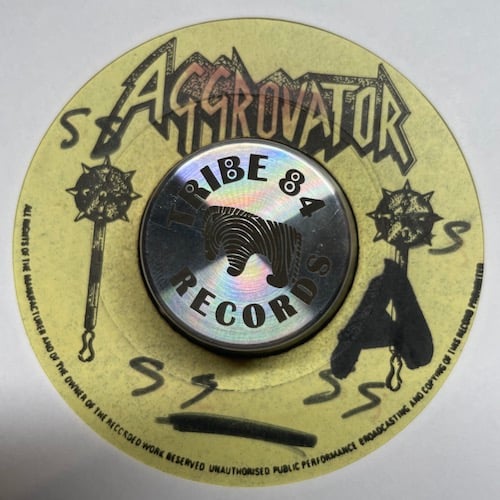 AGGROVATOR
TRIBE 84
RECORDS
S S
S
A
S S
S S
ALL RIGHTS OF THE MANUFACTURER AND OF THE OWNER OF THE RECORDED WORK RESERVED UNAUTHORISED PUBLIC PERFORMANCE BROADCASTING AND COPYING OF THIS RECORD PROHIBITED